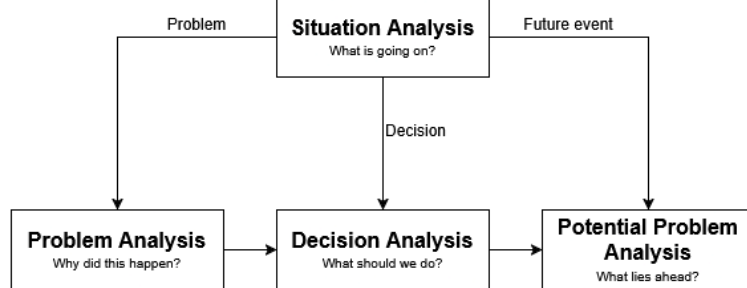 Problem
Situation Analysis
Future event
What is going on?
Decision
Problem Analysis
Why did this happen?
Decision Analysis
What should we do?
Potential Problem
Analysis
What lies ahead?